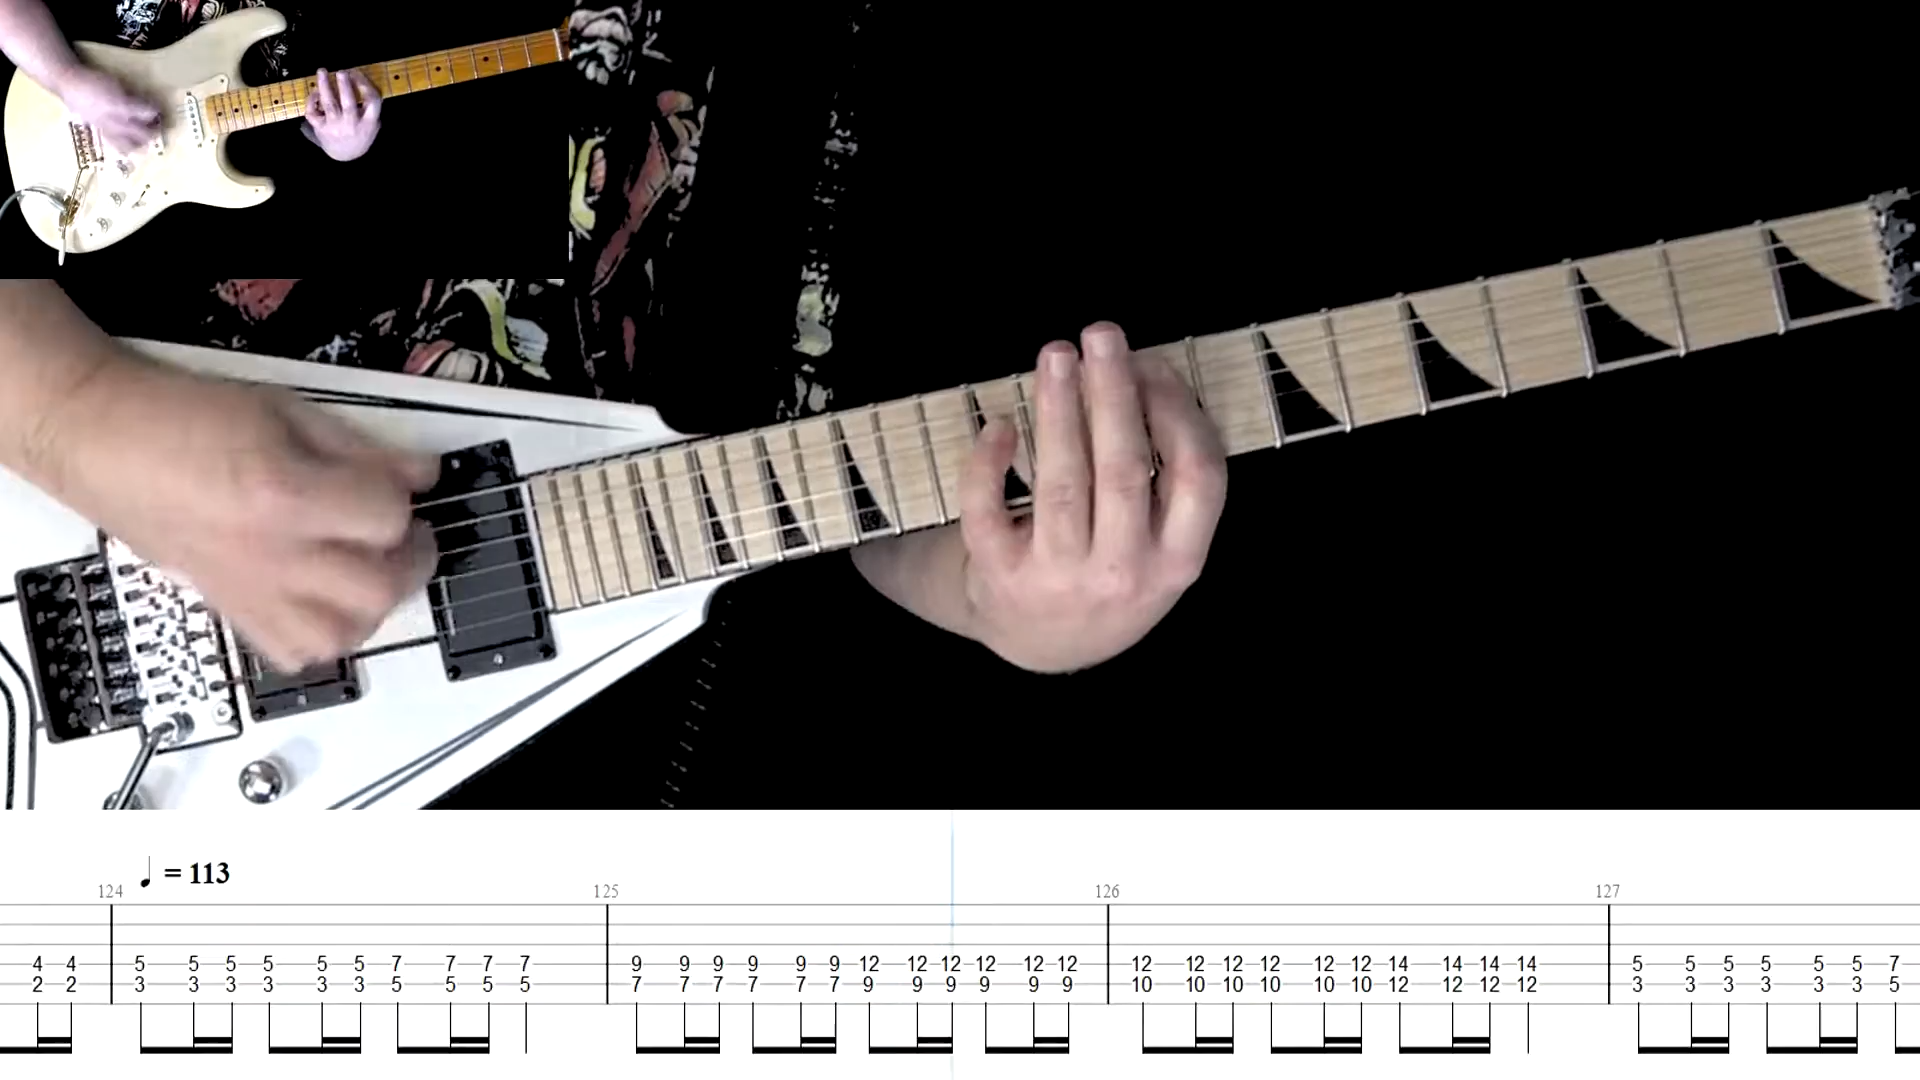 ♩ = 113
124 125 126 127
4 4 5 5 5 5 5 5 7 7 7 7 9 9 9 9 9 9 12 12 12 12 12 12 12 12 12 12 12 12 14 14 14 14 5 5 5 5 5 5 7
2 2 3 3 3 3 3 3 5 5 5 5 7 7 7 7 7 7 9 9 9 9 9 9 10 10 10 10 10 10 12 12 12 12 3 3 3 3 3 3 5